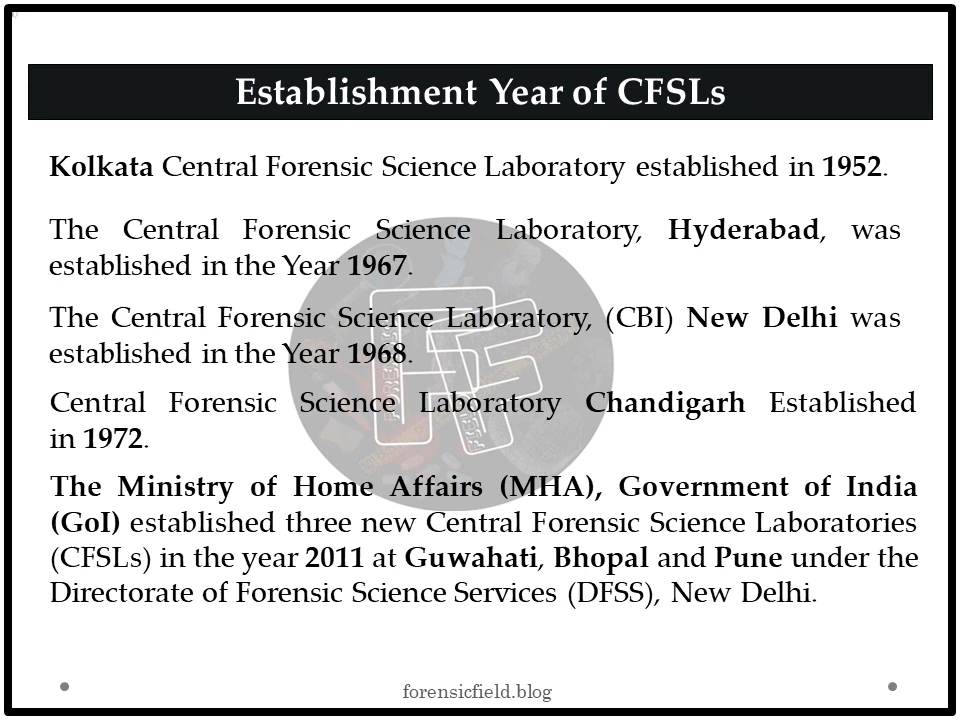 Establishment Year of CFSLs
Kolkata Central Forensic Science Laboratory established in 1952.
The Central Forensic Science Laboratory, Hyderabad, was
established in the Year 1967.
The Central Forensic Science Laboratory, (CBI) New Delhi was
established in the Year 1968.
Central Forensic Science Laboratory Chandigarh Established
in 1972.
The Ministry of Home Affairs (MHA), Government of India
(GoI) established three new Central Forensic Science Laboratories
(CFSLs) in the year 2011 at Guwahati, Bhopal and Pune under the
Directorate of Forensic Science Services (DFSS), New Delhi.
forensicfield.blog